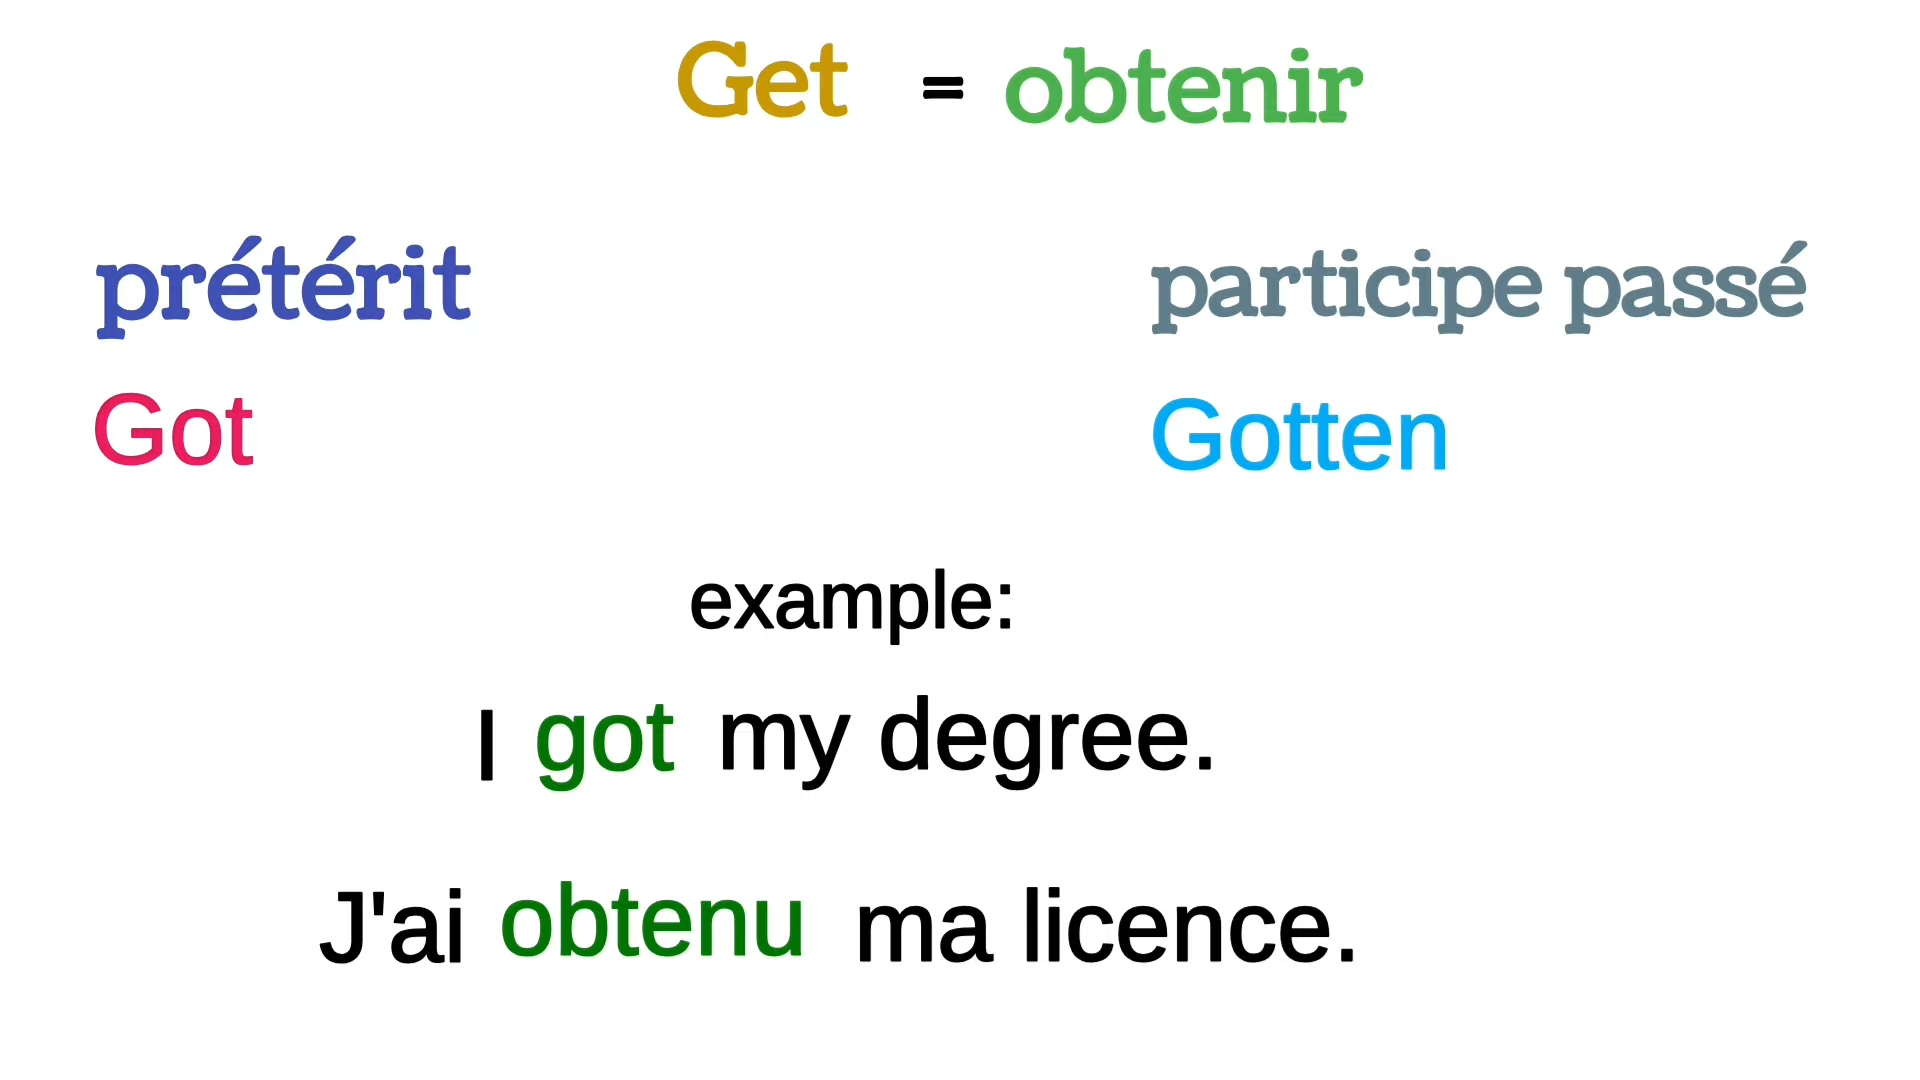 Get = obtenir
prétérit participe passé
Got Gotten
example:
I got my degree.
J'ai obtenu ma licence.